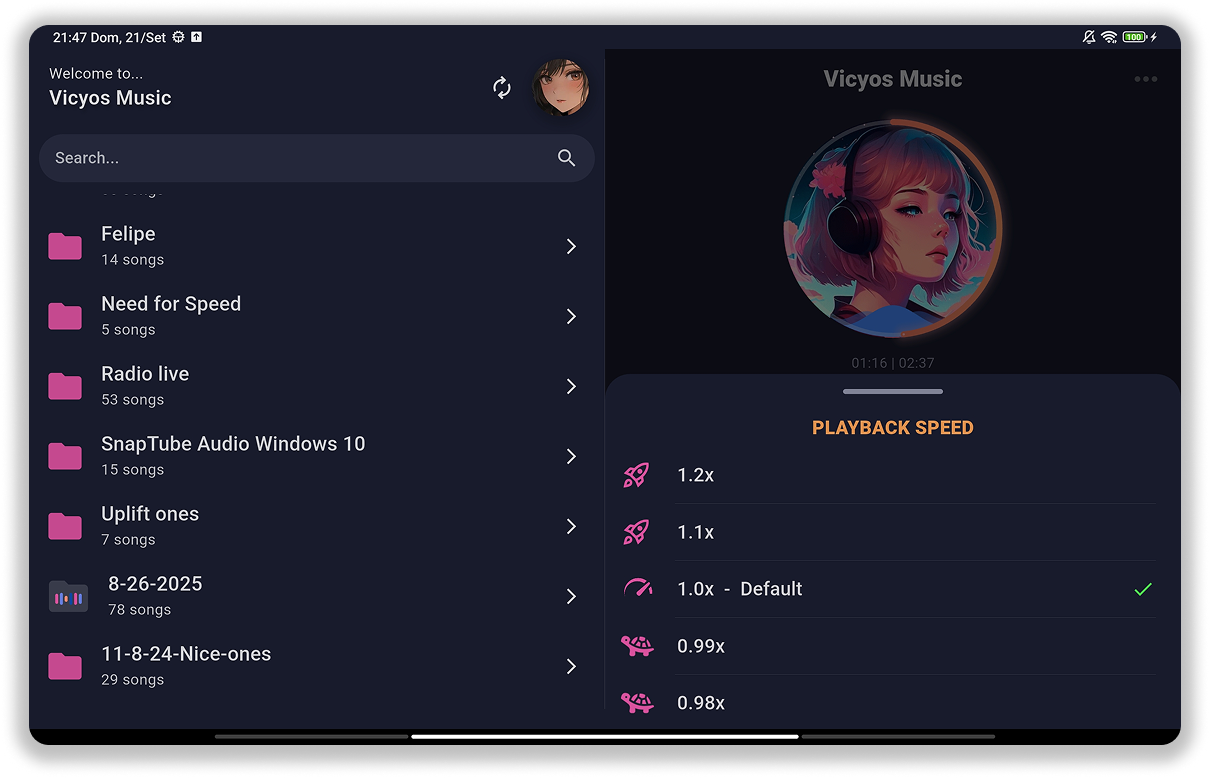 21:47 Dom, 21/Set
100
Welcome to...
Vicyos Music
Search...
Felipe
14 songs
Need for Speed
5 songs
Radio live
53 songs
SnapTube Audio Windows 10
15 songs
Uplift ones
7 songs
8-26-2025
78 songs
11-8-24-Nice-ones
29 songs
Vicyos Music
01:16 | 02:37
PLAYBACK SPEED
1.2x
1.1x
1.0x - Default
0.99x
0.98x